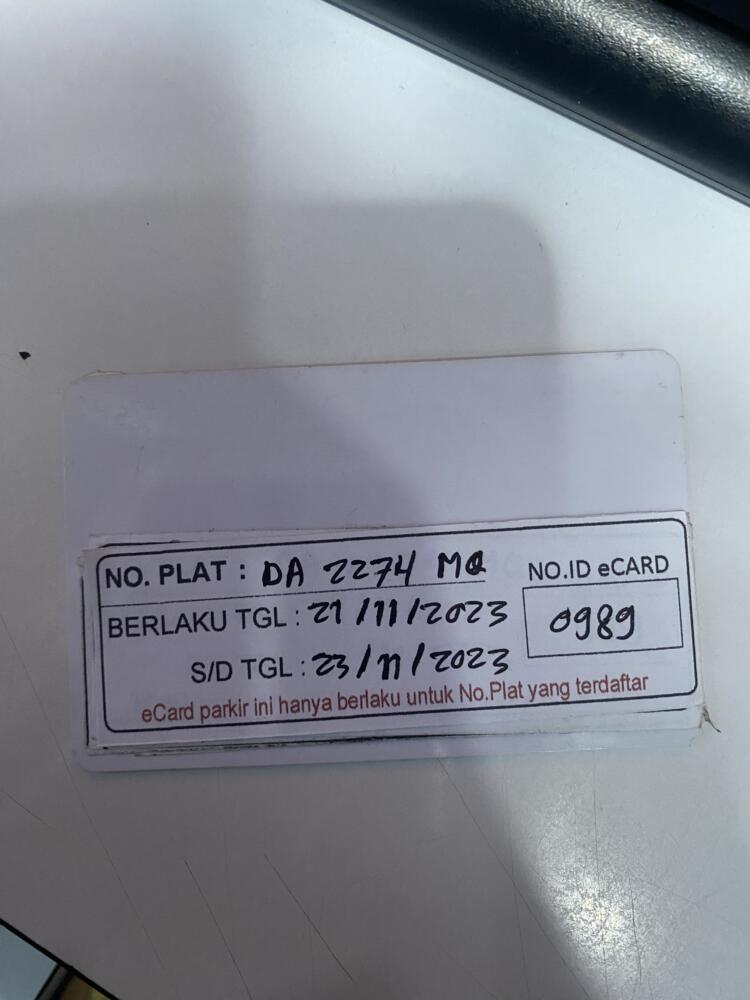 NO. PLAT : DA 2274 MQ
BERLAKU TGL : 21/11/2023
S/D TGL : 23/11/2023
NO.ID eCARD
0989
eCard parkir ini hanya berlaku untuk No.Plat yang terdaftar